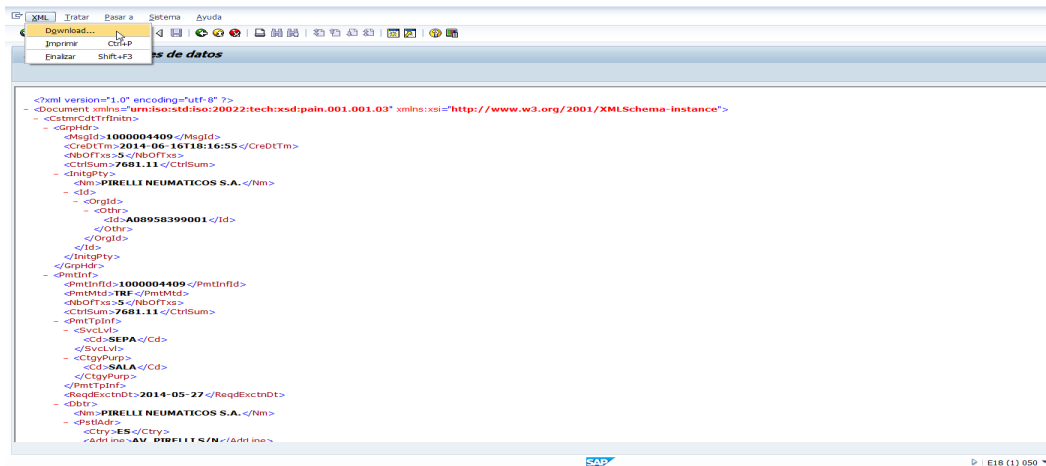 XML Tratar Pasar a Sistema Ayuda
Download...
Imprimir Ctrl+P
Finalizar Shift+F3
es de datos
<?xml version="1.0" encoding="utf-8" ?>
- <Document xmlns="urn:iso:std:iso:20022:tech:xsd:pain.001.001.03" xmlns:xsi="http://www.w3.org/2001/XMLSchema-instance">
- <CstmrCdtTrfInitn>
- <GrpHdr>
<MsgId>1000004409</MsgId>
<CreDtTm>2014-06-16T18:16:55</CreDtTm>
<NbOfTxs>5</NbOfTxs>
<CtrlSum>7681.11</CtrlSum>
- <InitgPty>
<Nm>PIRELLI NEUMATICOS S.A.</Nm>
- <Id>
- <OrgId>
- <Othr>
<Id>A08958399001</Id>
</Othr>
</OrgId>
</Id>
</InitgPty>
</GrpHdr>
- <PmtInf>
<PmtInfId>1000004409</PmtInfId>
<PmtMtd>TRF</PmtMtd>
<NbOfTxs>5</NbOfTxs>
<CtrlSum>7681.11</CtrlSum>
- <PmtTpInf>
- <SvcLvl>
<Cd>SEPA</Cd>
</SvcLvl>
- <CtgyPurp>
<Cd>SALA</Cd>
</CtgyPurp>
</PmtTpInf>
<ReqdExctnDt>2014-05-27</ReqdExctnDt>
- <Dbtr>
<Nm>PIRELLI NEUMATICOS S.A.</Nm>
- <PstlAdr>
<Ctry>ES</Ctry>
<AdrLine>AV. PIRELLI S/N</AdrLine>
SAP
E18 (1) 050